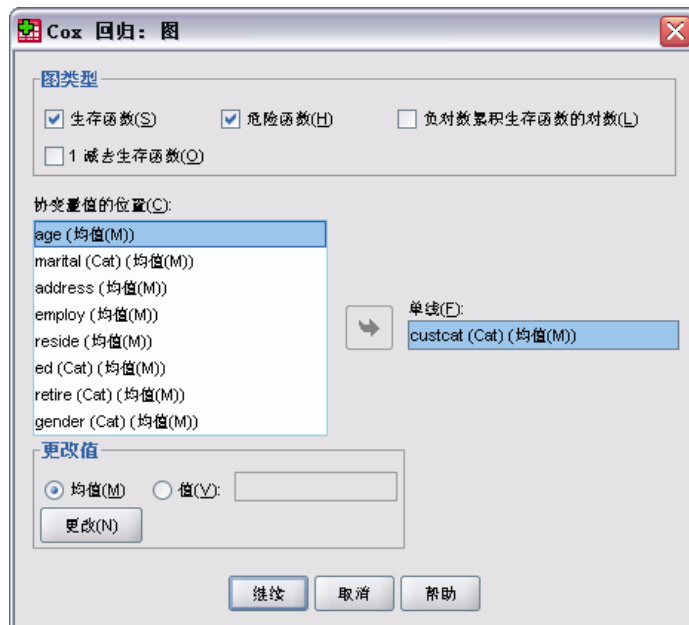 Cox 回归: 图
图类型
生存函数(S) 危险函数(H) 负对数累积生存函数的对数(L)
1 减去生存函数(O)
协变量值的位置(C):
age (均值(M))
marital (Cat) (均值(M))
address (均值(M))
employ (均值(M))
reside (均值(M))
ed (Cat) (均值(M))
retire (Cat) (均值(M))
gender (Cat) (均值(M))
单线(F):
custcat (Cat) (均值(M))
更改值
均值(M) 值(V):
更改(N)
继续 取消 帮助